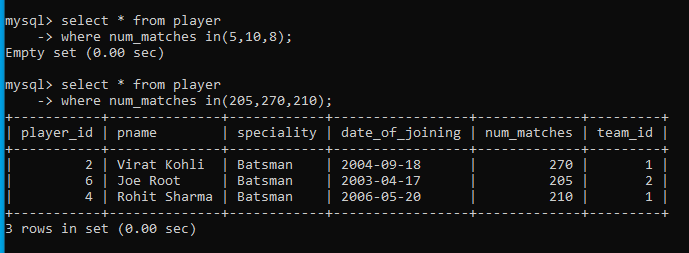 mysql> select * from player
    -> where num_matches in(5,10,8);
Empty set (0.00 sec)

mysql> select * from player
    -> where num_matches in(205,270,210);
+-----------+--------------+------------+-----------------+-------------+---------+
| player_id | pname        | speciality | date_of_joining | num_matches | team_id |
+-----------+--------------+------------+-----------------+-------------+---------+
|         2 | Virat Kohli  | Batsman    | 2004-09-18      |         270 |       1 |
|         6 | Joe Root     | Batsman    | 2003-04-17      |         205 |       2 |
|         4 | Rohit Sharma | Batsman    | 2006-05-20      |         210 |       1 |
+-----------+--------------+------------+-----------------+-------------+---------+
3 rows in set (0.00 sec)